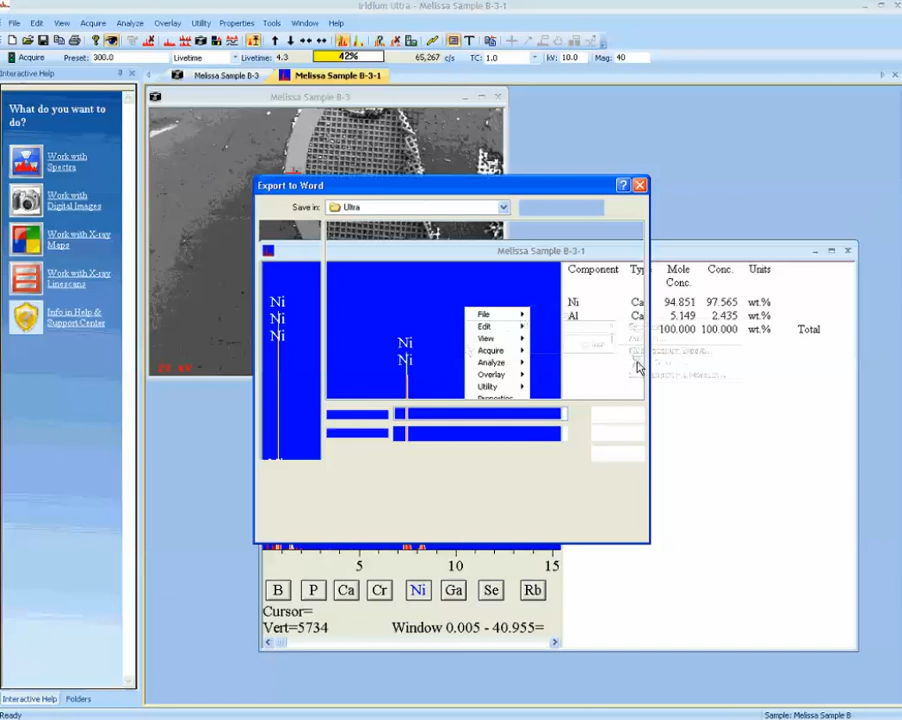 Iridium Ultra - Melissa Sample B-3-1
File Edit View Acquire Analyze Overlay Utility Properties Tools Window Help
Acquire Preset: 300.0 Livetime Livetime: 4.3 42% 65,267 c/s TC: 1.0 kV: 10.0 Mag: 40
Interactive Help
Melissa Sample B-3
Melissa Sample B-3-1
What do you want to
do?
Work with
Spectra
Work with
Digital Images
Work with X-ray
Maps
Work with X-ray
Linescans
Info in Help &
Support Center
Melissa Sample B-3
Export to Word
Save in: Ultra
Melissa Sample B-3-1
Ni
Ni
Ni
Ni
Ni
File
Edit
View
Acquire
Analyze
Overlay
Utility
Properties
Component Typ Mole Conc. Units
Conc.
Ni Ca 94.851 97.565 wt.%
Al Ca 5.149 2.435 wt.%
100.000 100.000 wt.% Total
5 10 15
B P Ca Cr Ni Ga Se Rb
Cursor=
Vert=5734 Window 0.005 - 40.955=
Interactive Help Folders
Ready Sample: Melissa Sample B